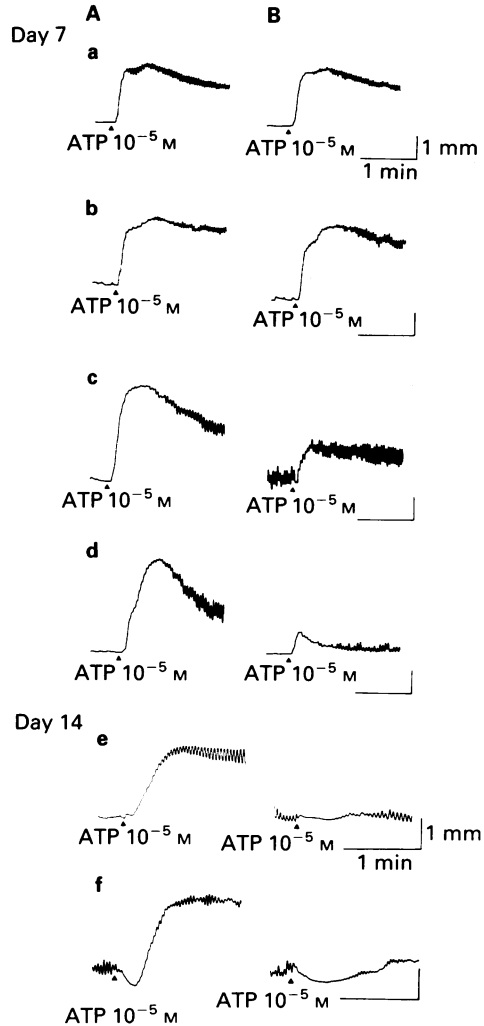 A B
Day 7
a
ATP 10⁻⁵ M ATP 10⁻⁵ M 1 mm
1 min
b
ATP 10⁻⁵ M ATP 10⁻⁵ M
c
ATP 10⁻⁵ M ATP 10⁻⁵ M
d
ATP 10⁻⁵ M ATP 10⁻⁵ M
Day 14
e
ATP 10⁻⁵ M ATP 10⁻⁵ M 1 mm
1 min
f
ATP 10⁻⁵ M ATP 10⁻⁵ M